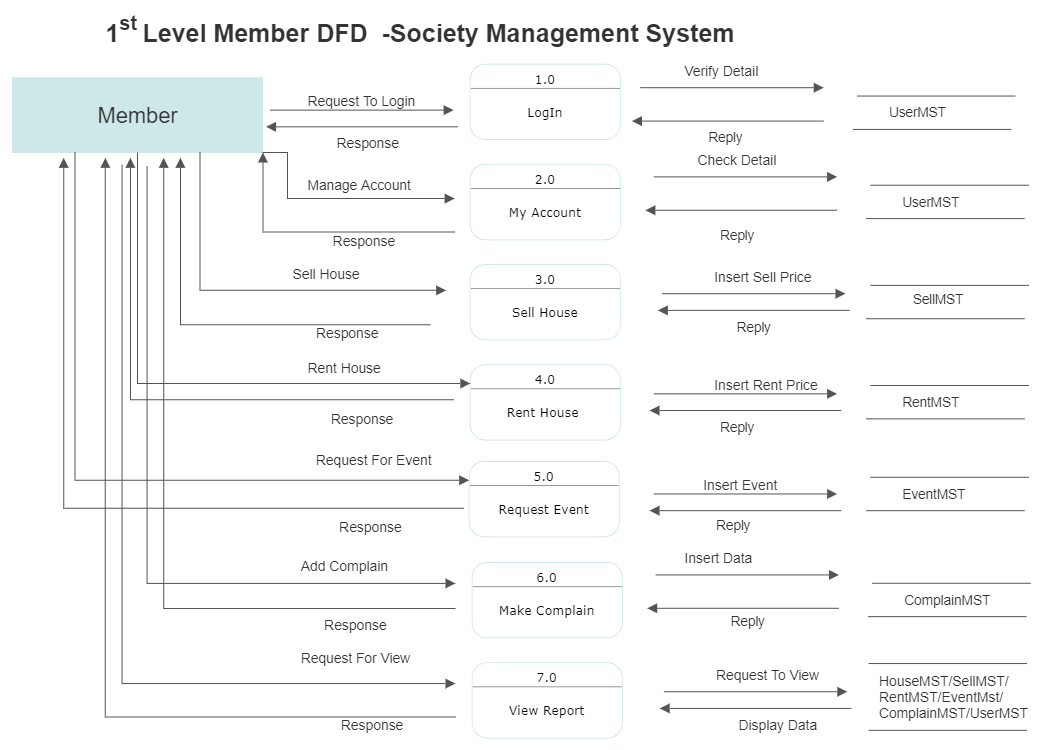 1st Level Member DFD -Society Management System
Member
Request To Login
Response
1.0
LogIn
Verify Detail
Reply
UserMST
Manage Account
Response
2.0
My Account
Check Detail
Reply
UserMST
Sell House
Response
3.0
Sell House
Insert Sell Price
Reply
SellMST
Rent House
Response
4.0
Rent House
Insert Rent Price
Reply
RentMST
Request For Event
Response
5.0
Request Event
Insert Event
Reply
EventMST
Add Complain
Response
6.0
Make Complain
Insert Data
Reply
ComplainMST
Request For View
Response
7.0
View Report
Request To View
Display Data
HouseMST/SellMST/
RentMST/EventMst/
ComplainMST/UserMST